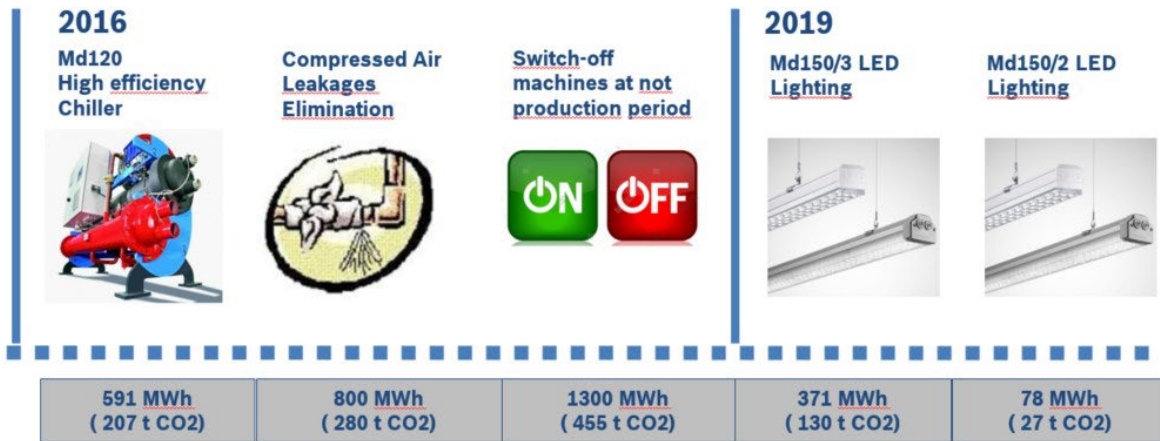 2016
Md120
High efficiency
Chiller
Compressed Air
Leakages
Elimination
Switch-off
machines at not
production period
ON
OFF
2019
Md150/3 LED
Lighting
Md150/2 LED
Lighting
591 MWh
( 207 t CO2)
800 MWh
( 280 t CO2)
1300 MWh
( 455 t CO2)
371 MWh
( 130 t CO2)
78 MWh
( 27 t CO2)